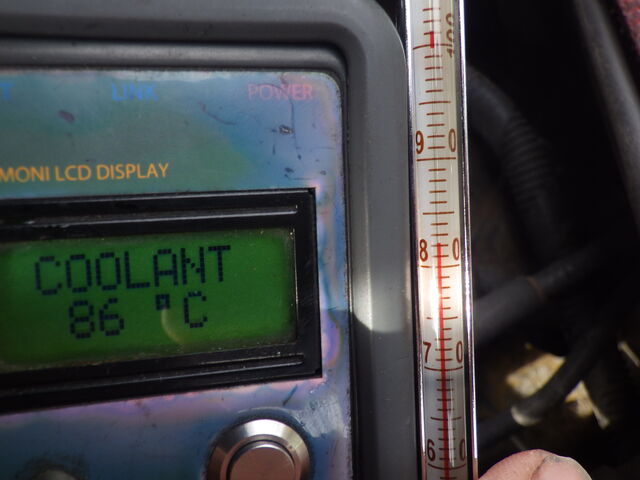 LINK
POWER
MONI LCD DISPLAY
COOLANT
86 °C
100
90
80
70
60